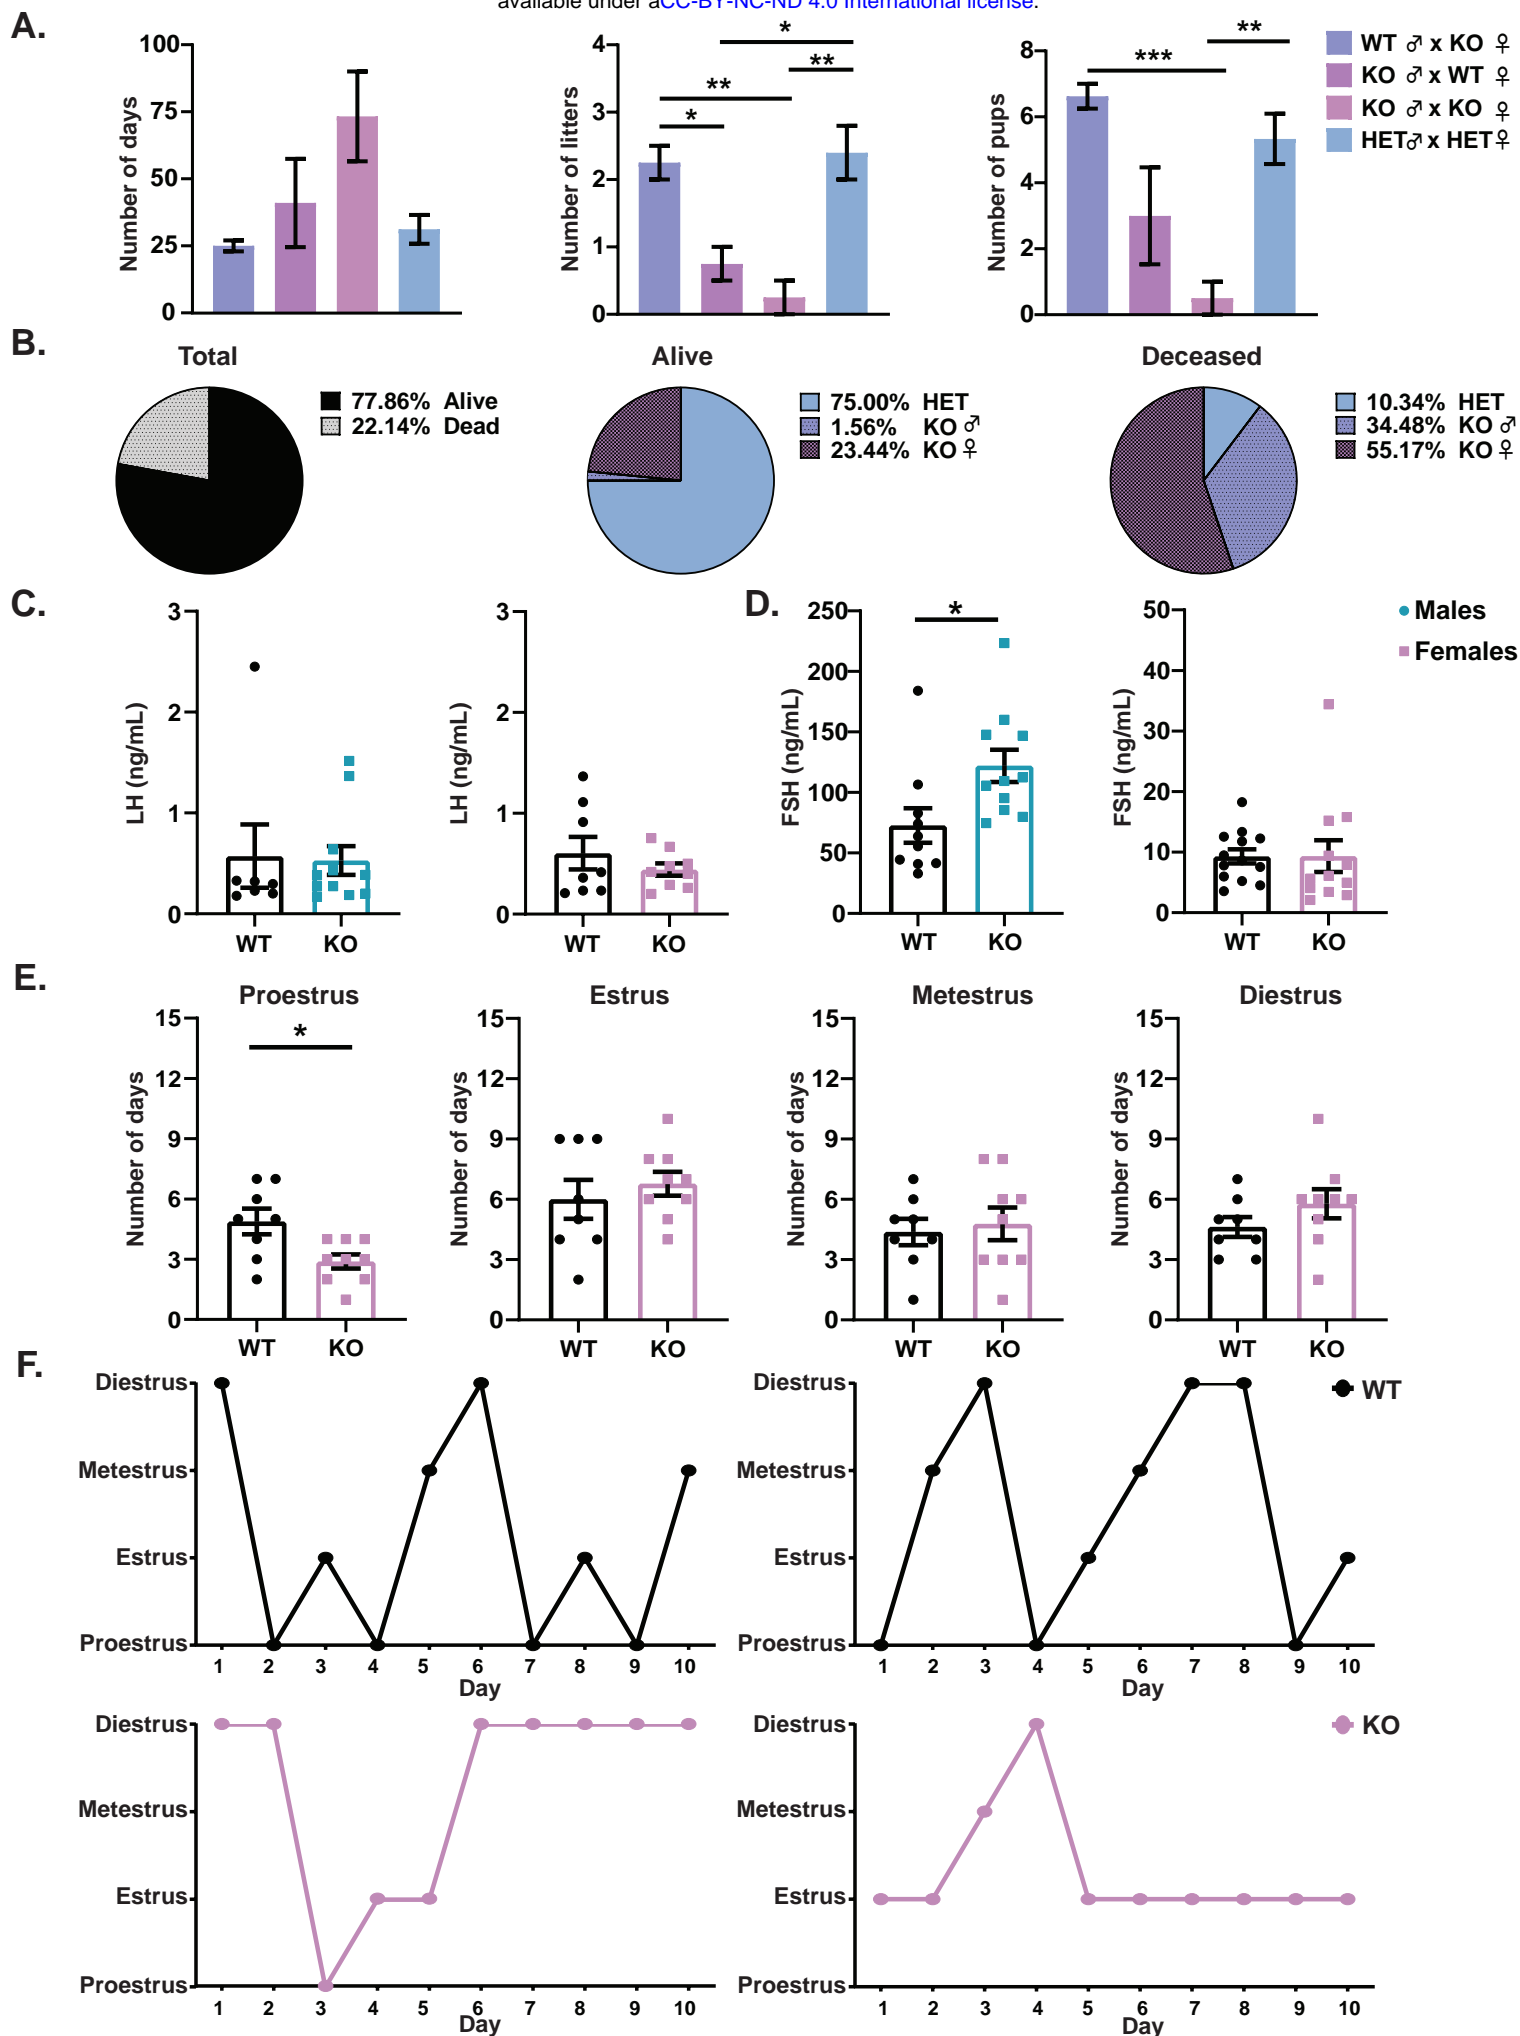 available under aCC-BY-NC-ND 4.0 International license.
A.
100
75
50
25
0
Number of days
4
3
2
1
0
Number of litters
*
**
*
**
8
6
4
2
0
Number of pups
***
**
WT ♂ x KO ♀
KO ♂ x WT ♀
KO ♂ x KO ♀
HET♂ x HET♀
B.
Total
77.86% Alive
22.14% Dead
Alive
75.00% HET
1.56% KO ♂
23.44% KO ♀
Deceased
10.34% HET
34.48% KO ♂
55.17% KO ♀
C.
3
2
1
0
LH (ng/mL)
WT KO
3
2
1
0
LH (ng/mL)
WT KO
D.
250
200
150
100
50
0
FSH (ng/mL)
*
WT KO
50
40
30
20
10
0
FSH (ng/mL)
WT KO
Males
Females
E.
Proestrus
15
12
9
6
3
0
Number of days
*
WT KO
Estrus
15
12
9
6
3
0
Number of days
WT KO
Metestrus
15
12
9
6
3
0
Number of days
WT KO
Diestrus
15
12
9
6
3
0
Number of days
WT KO
F.
Diestrus
Metestrus
Estrus
Proestrus
1 2 3 4 5 6 7 8 9 10
Day
Diestrus
Metestrus
Estrus
Proestrus
1 2 3 4 5 6 7 8 9 10
Day
WT
Diestrus
Metestrus
Estrus
Proestrus
1 2 3 4 5 6 7 8 9 10
Day
Diestrus
Metestrus
Estrus
Proestrus
1 2 3 4 5 6 7 8 9 10
Day
KO